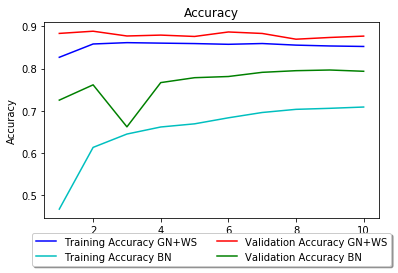 Accuracy
0.9
0.8
0.7
0.6
0.5
Accuracy
2
4
6
8
10
Training Accuracy GN+WS
Validation Accuracy GN+WS
Training Accuracy BN
Validation Accuracy BN